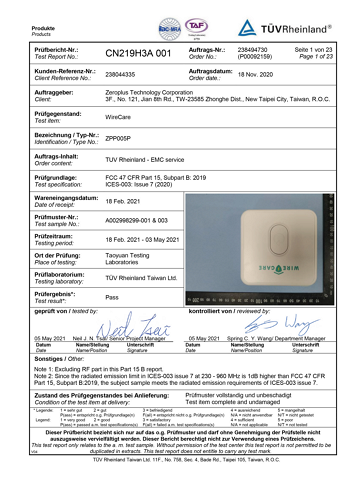 Produkte
Products
ilac-MRA
TAF
TÜVRheinland®
Prüfbericht-Nr.: CN219H3A 001 Auftrags-Nr.: 238494730 Seite 1 von 23
Test Report No.: Order No.: (P00092159) Page 1 of 23
Kunden-Referenz-Nr.: 238044335 Auftragsdatum: 18 Nov. 2020
Client Reference No.: Order date.:
Auftraggeber: Zeroplus Technology Corporation
Client: 3F., No. 121, Jian 8th Rd., TW-23585 Zhonghe Dist., New Taipei City, Taiwan, R.O.C.
Prüfgegenstand: WireCare
Test item:
Bezeichnung / Typ-Nr.: ZPP005P
Identification / Type No.:
Auftrags-Inhalt: TUV Rheinland - EMC service
Order content:
Prüfgrundlage: FCC 47 CFR Part 15, Subpart B: 2019
Test specification: ICES-003: Issue 7 (2020)
Wareneingangsdatum: 18 Feb. 2021
Date of receipt:
Prüfmuster-Nr.: A002998299-001 & 003
Test sample No.:
Prüfzeitraum: 18 Feb. 2021 - 03 May 2021
Testing period:
Ort der Prüfung: Taoyuan Testing
Place of testing: Laboratories
Prüflaboratorium: TÜV Rheinland Taiwan Ltd.
Testing laboratory:
Prüfergebnis*: Pass
Test result*:
WIRE CARE
geprüft von / tested by: kontrolliert von / reviewed by:
05 May 2021 Neil J. N. Tsai/ Senior Project Manager 05 May 2021 Spring C. Y. Wang/ Department Manager
Datum Name/Stellung Unterschrift Datum Name/Stellung Unterschrift
Date Name/Position Signature Date Name/Position Signature
Sonstiges / Other:
Note 1: Excluding RF part in this Part 15 B report.
Note 2: Since the radiated emission limit in ICES-003 issue 7 at 230 - 960 MHz is 1dB higher than FCC 47 CFR
Part 15, Subpart B:2019, the subject sample meets the radiated emission requirements of ICES-003 issue 7.
Zustand des Prüfgegenstandes bei Anlieferung: Prüfmuster vollständig und unbeschädigt
Condition of the test item at delivery: Test item complete and undamaged
* Legende: 1 = sehr gut 2 = gut 3 = befriedigend 4 = ausreichend 5 = mangelhaft
P(ass) = entspricht o.g. Prüfgrundlage(n) F(ail) = entspricht nicht o.g. Prüfgrundlage(n) N/A = nicht anwendbar N/T = nicht getestet
Legend: 1 = very good 2 = good 3 = satisfactory 4 = sufficient 5 = poor
P(ass) = passed a.m. test specification(s) F(ail) = failed a.m. test specification(s) N/A = not applicable N/T = not tested
Dieser Prüfbericht bezieht sich nur auf das o.g. Prüfmuster und darf ohne Genehmigung der Prüfstelle nicht
auszugsweise vervielfältigt werden. Dieser Bericht berechtigt nicht zur Verwendung eines Prüfzeichens.
This test report only relates to the a. m. test sample. Without permission of the test center this test report is not permitted to be
duplicated in extracts. This test report does not entitle to carry any test mark.
V04
TÜV Rheinland Taiwan Ltd. 11F., No. 758, Sec. 4, Bade Rd., Taipei 105, Taiwan, R.O.C.